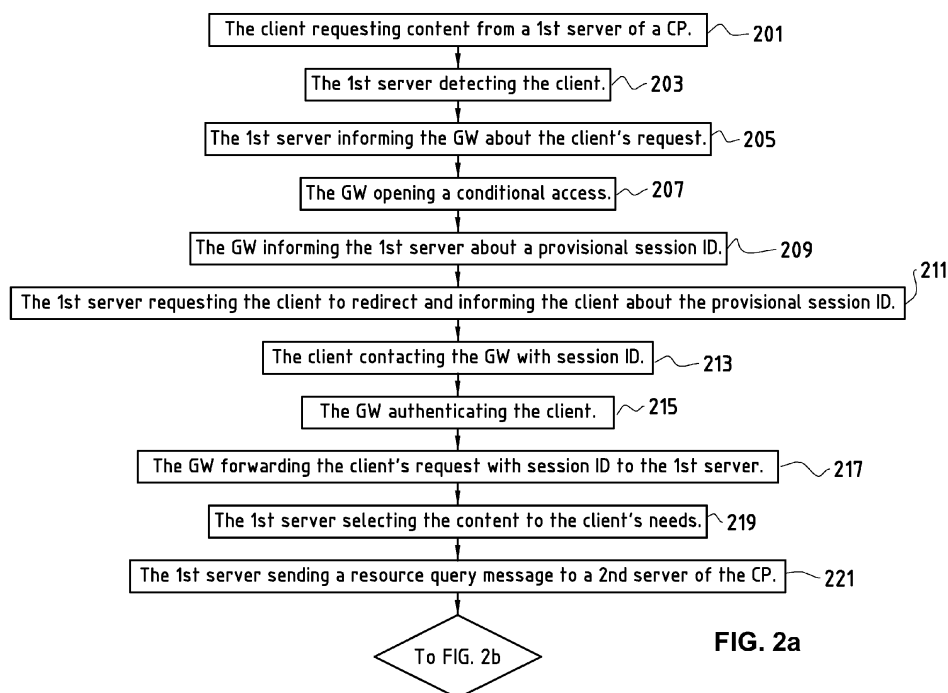 The client requesting content from a 1st server of a CP. 201
The 1st server detecting the client. 203
The 1st server informing the GW about the client's request. 205
The GW opening a conditional access. 207
The GW informing the 1st server about a provisional session ID. 209
The 1st server requesting the client to redirect and informing the client about the provisional session ID. 211
The client contacting the GW with session ID. 213
The GW authenticating the client. 215
The GW forwarding the client's request with session ID to the 1st server. 217
The 1st server selecting the content to the client's needs. 219
The 1st server sending a resource query message to a 2nd server of the CP. 221
To FIG. 2b
FIG. 2a